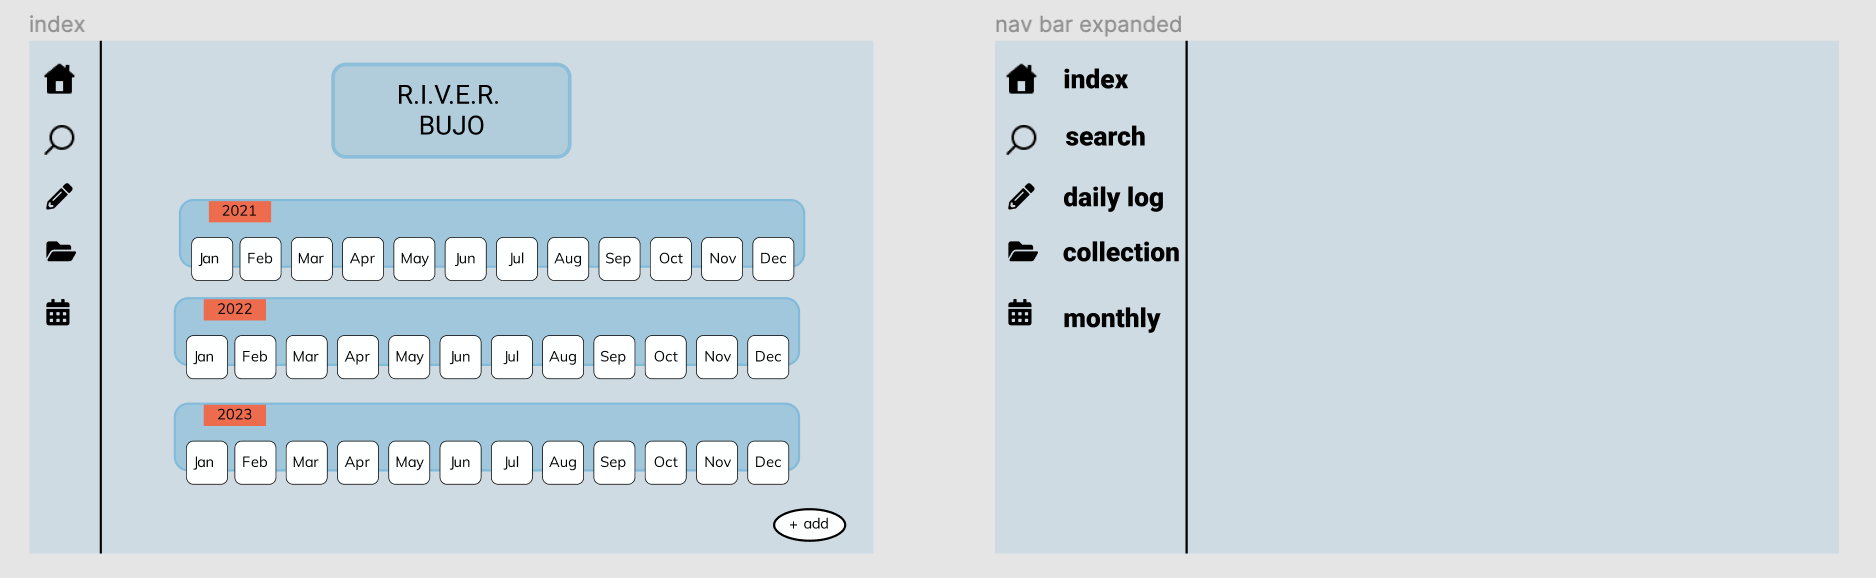 index
R.I.V.E.R.
BUJO
2021
Jan Feb Mar Apr May Jun Jul Aug Sep Oct Nov Dec
2022
Jan Feb Mar Apr May Jun Jul Aug Sep Oct Nov Dec
2023
Jan Feb Mar Apr May Jun Jul Aug Sep Oct Nov Dec
+ add
nav bar expanded
index
search
daily log
collection
monthly